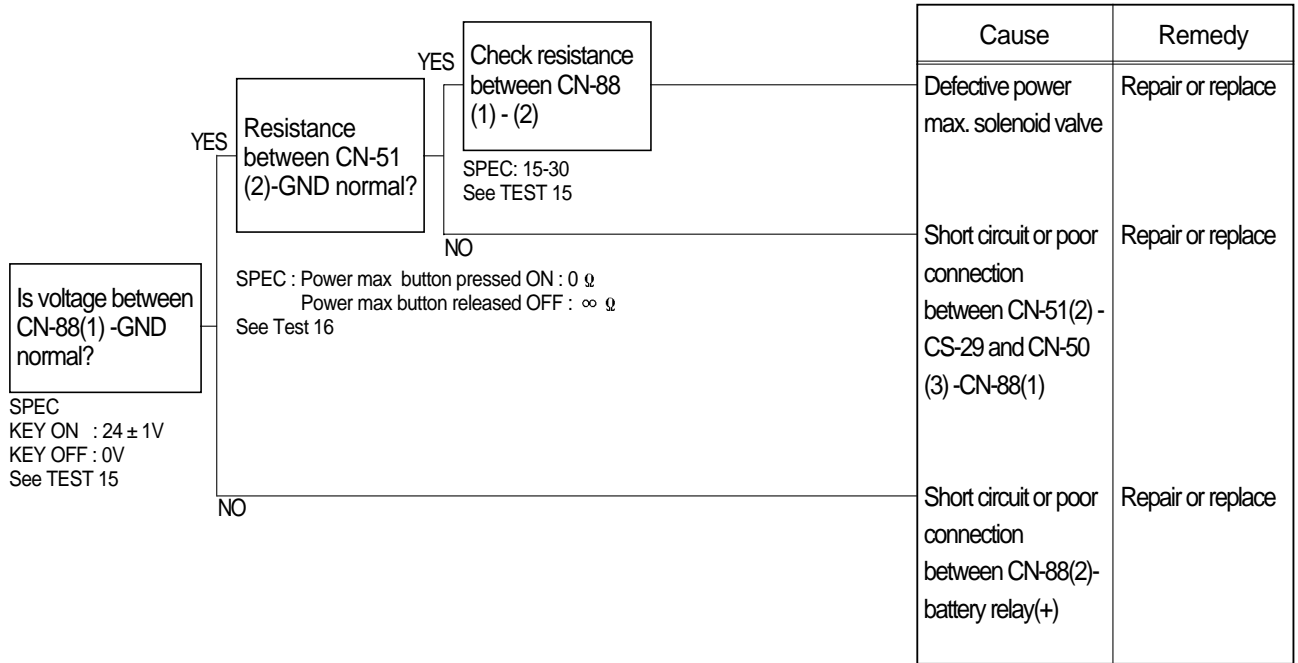 Is voltage between
CN-88(1) -GND
normal?
SPEC
KEY ON : 24 ± 1V
KEY OFF : 0V
See TEST 15
YES
NO
Resistance
between CN-51
(2)-GND normal?
SPEC : Power max button pressed ON : 0 Ω
Power max button released OFF : ∞ Ω
See Test 16
YES
NO
Check resistance
between CN-88
(1) - (2)
SPEC: 15-30
See TEST 15
Cause
Remedy
Defective power
max. solenoid valve
Repair or replace
Short circuit or poor
connection
between CN-51(2) -
CS-29 and CN-50
(3) -CN-88(1)
Repair or replace
Short circuit or poor
connection
between CN-88(2)-
battery relay(+)
Repair or replace